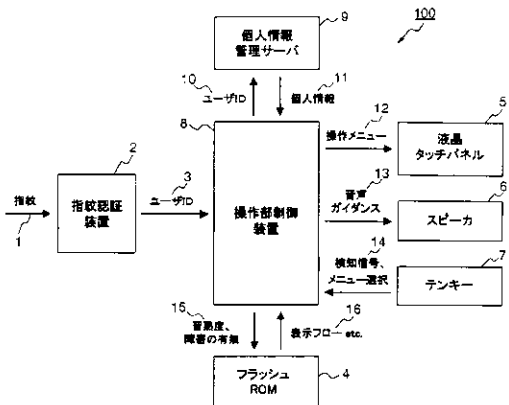 100
9
個人情報
管理サーバ
10
ユーザID
11
個人情報
8
12
操作メニュー
5
液晶
タッチパネル
2
指紋
1
指紋認証
装置
3
ユーザID
操作部制御
装置
13
音声
ガイダンス
6
スピーカ
14
検知信号、
メニュー選択
7
テンキー
15
習熟度、
障害の有無
16
表示フローetc.
フラッシュ
ROM
4